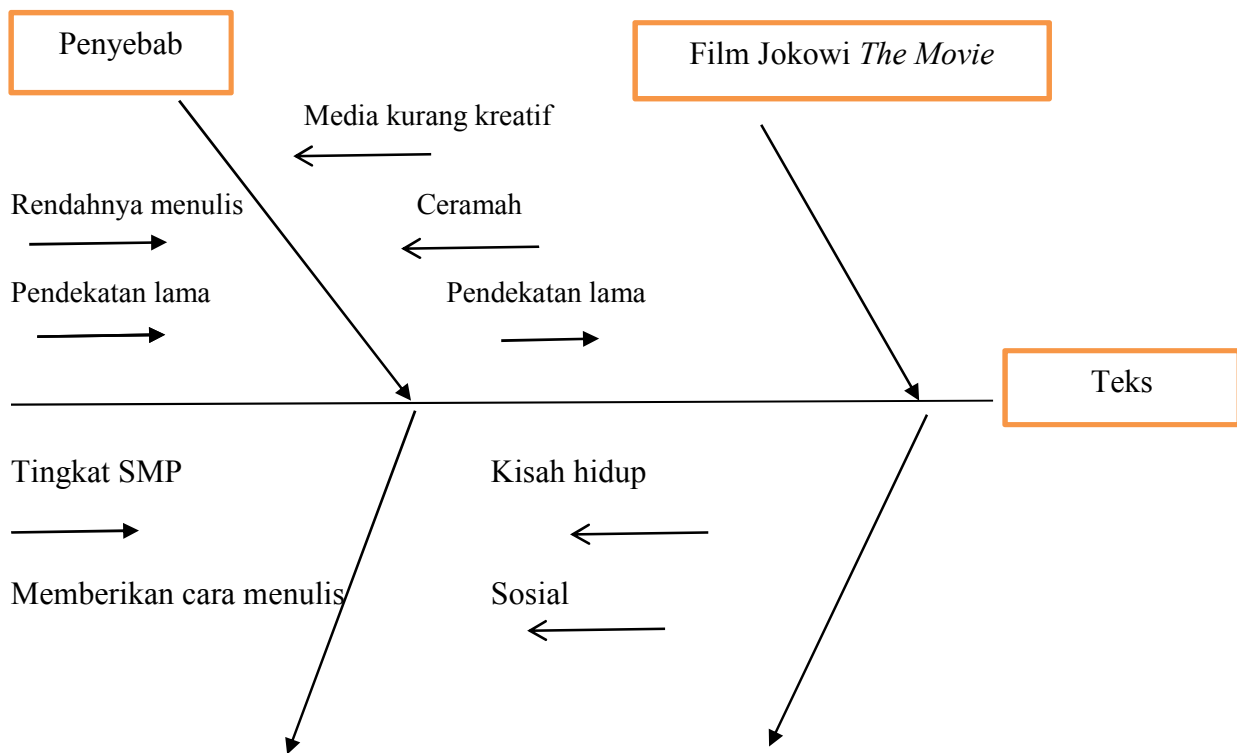 Penyebab
Film Jokowi The Movie
Media kurang kreatif
Rendahnya menulis
Ceramah
Pendekatan lama
Pendekatan lama
Teks
Tingkat SMP
Kisah hidup
Memberikan cara menulis
Sosial